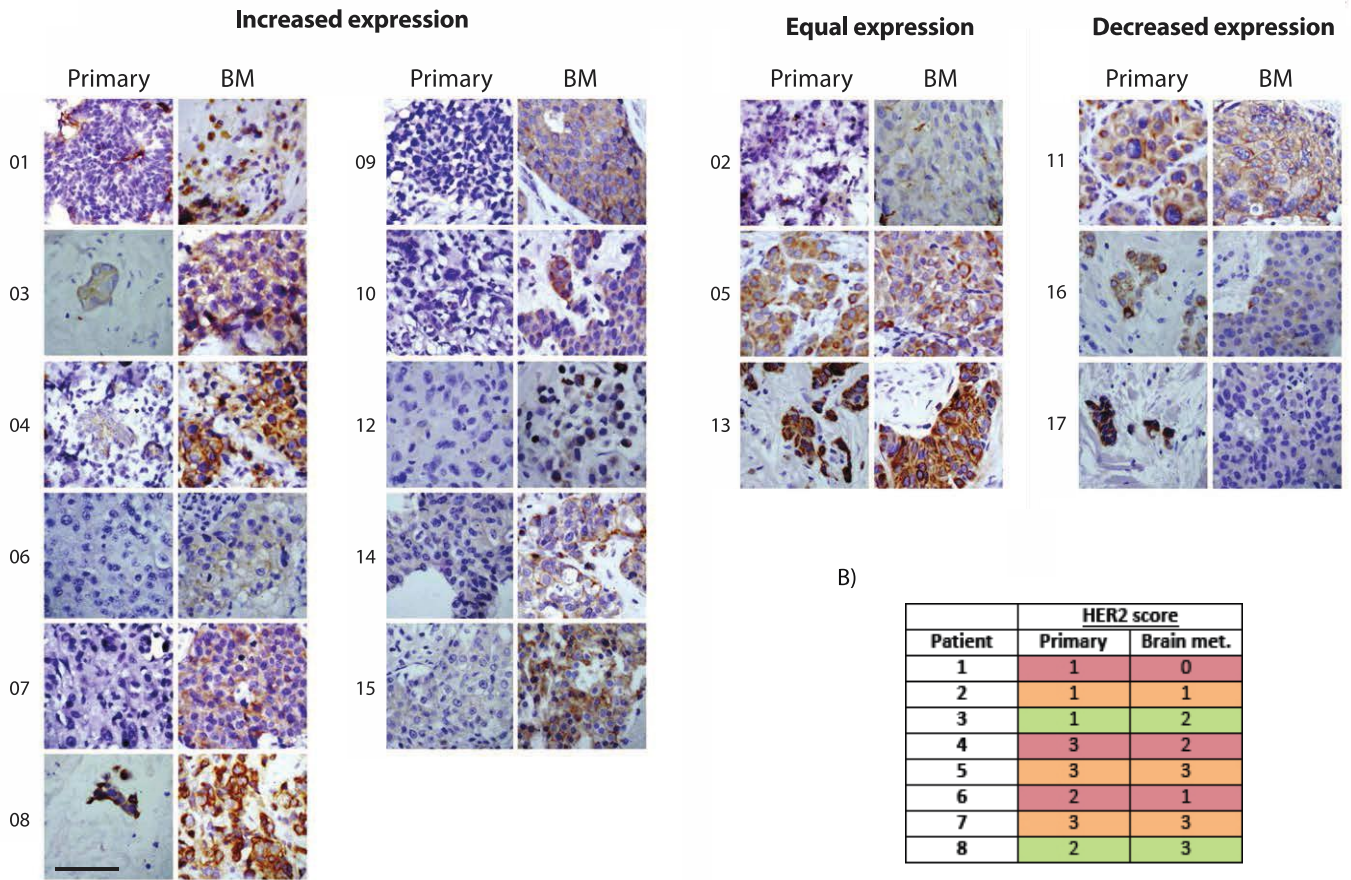 Increased expression
Equal expression
Decreased expression
Primary BM Primary BM Primary BM Primary BM
01 09 02 11
03 10 05 16
04 12 13 17
06 14
07 15
08
B)
HER2 score
Patient Primary Brain met.
1 1 0
2 1 1
3 1 2
4 3 2
5 3 3
6 2 1
7 3 3
8 2 3